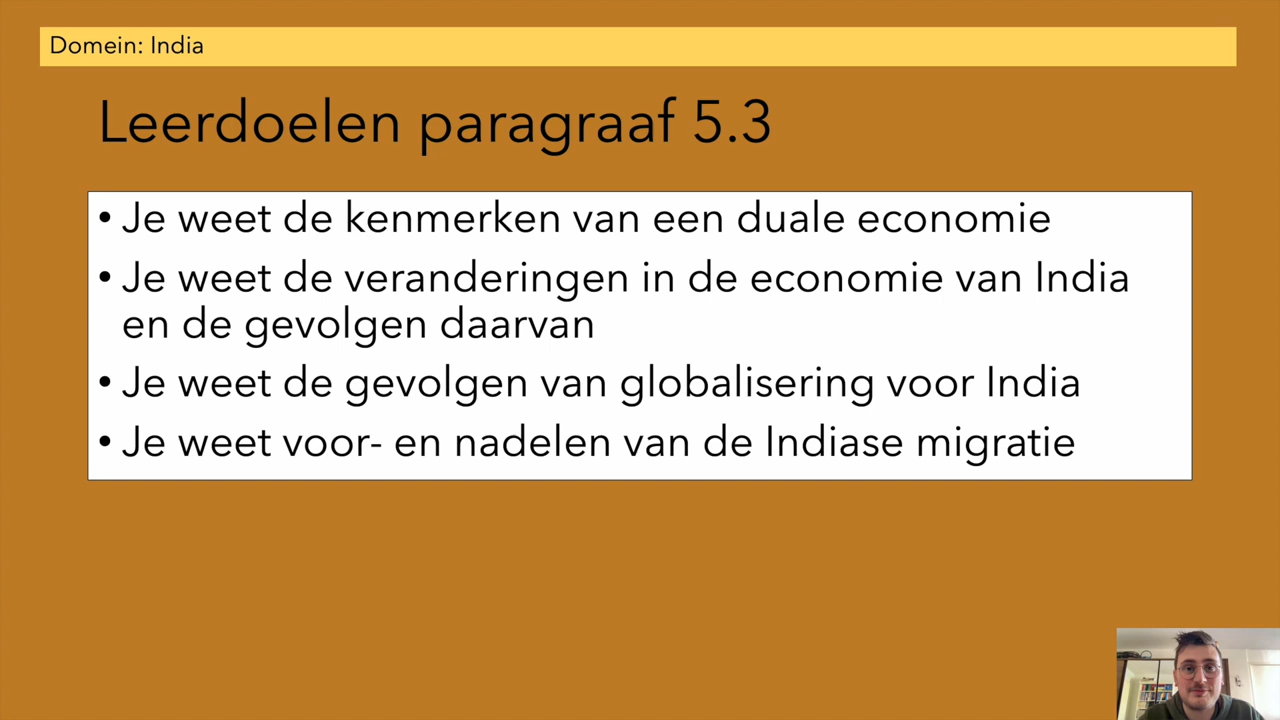 Domein: India
Leerdoelen paragraaf 5.3
• Je weet de kenmerken van een duale economie
• Je weet de veranderingen in de economie van India
en de gevolgen daarvan
• Je weet de gevolgen van globalisering voor India
• Je weet voor- en nadelen van de Indiase migratie